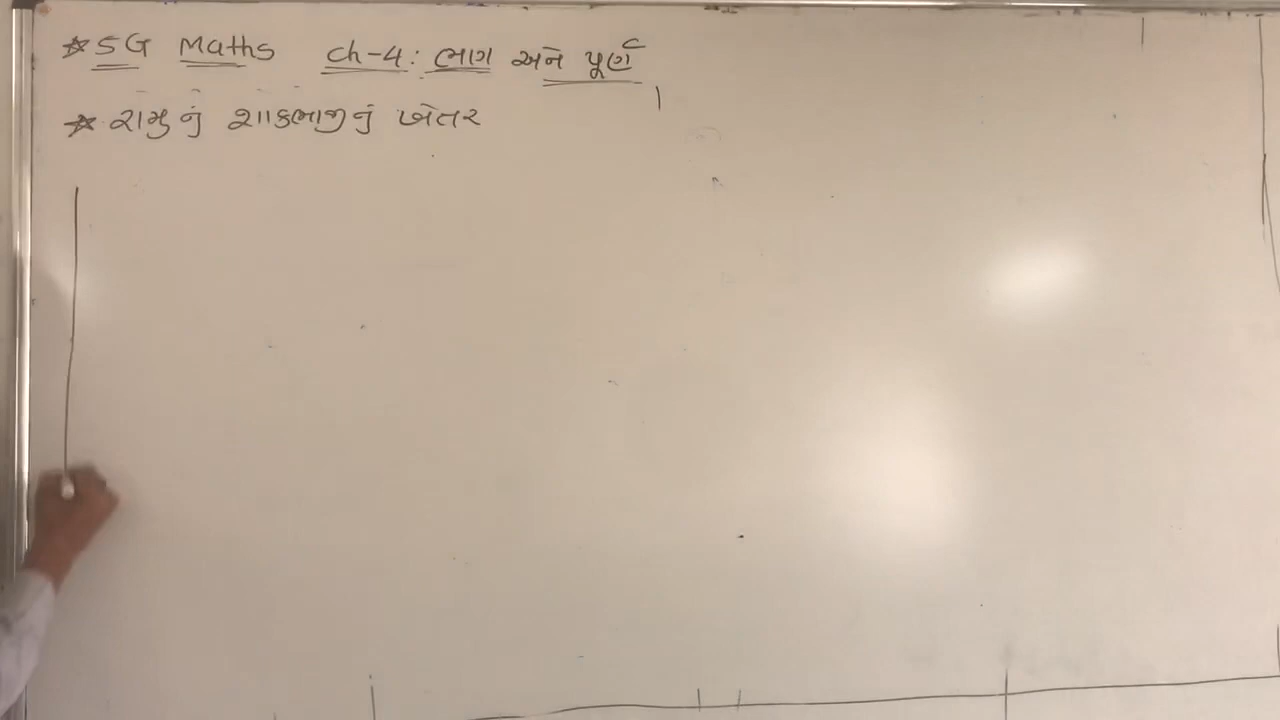 ★ 5G Maths Ch-4: ભાગ અને પૂર્ણ
★ રામુનું શાકભાજીનું ખેતર